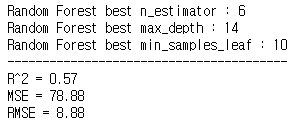 Random Forest best n_estimator : 6
Random Forest best max_depth : 14
Random Forest best min_samples_leaf : 10
----------------------------------------
R^2 = 0.57
MSE = 78.88
RMSE = 8.88